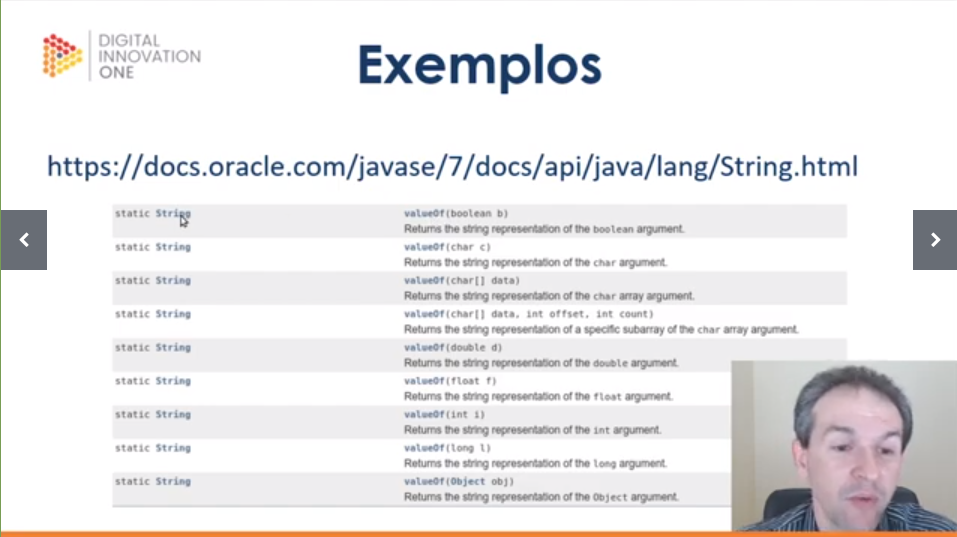 DIGITAL
INNOVATION
ONE
Exemplos
https://docs.oracle.com/javase/7/docs/api/java/lang/String.html
static String valueOf(boolean b)
Returns the string representation of the boolean argument.
static String valueOf(char c)
Returns the string representation of the char argument.
static String valueOf(char[] data)
Returns the string representation of the char array argument.
static String valueOf(char[] data, int offset, int count)
Returns the string representation of a specific subarray of the char array argument.
static String valueOf(double d)
Returns the string representation of the double argument.
static String valueOf(float f)
Returns the string representation of the float argument.
static String valueOf(int i)
Returns the string representation of the int argument.
static String valueOf(long l)
Returns the string representation of the long argument.
static String valueOf(Object obj)
Returns the string representation of the Object argument.